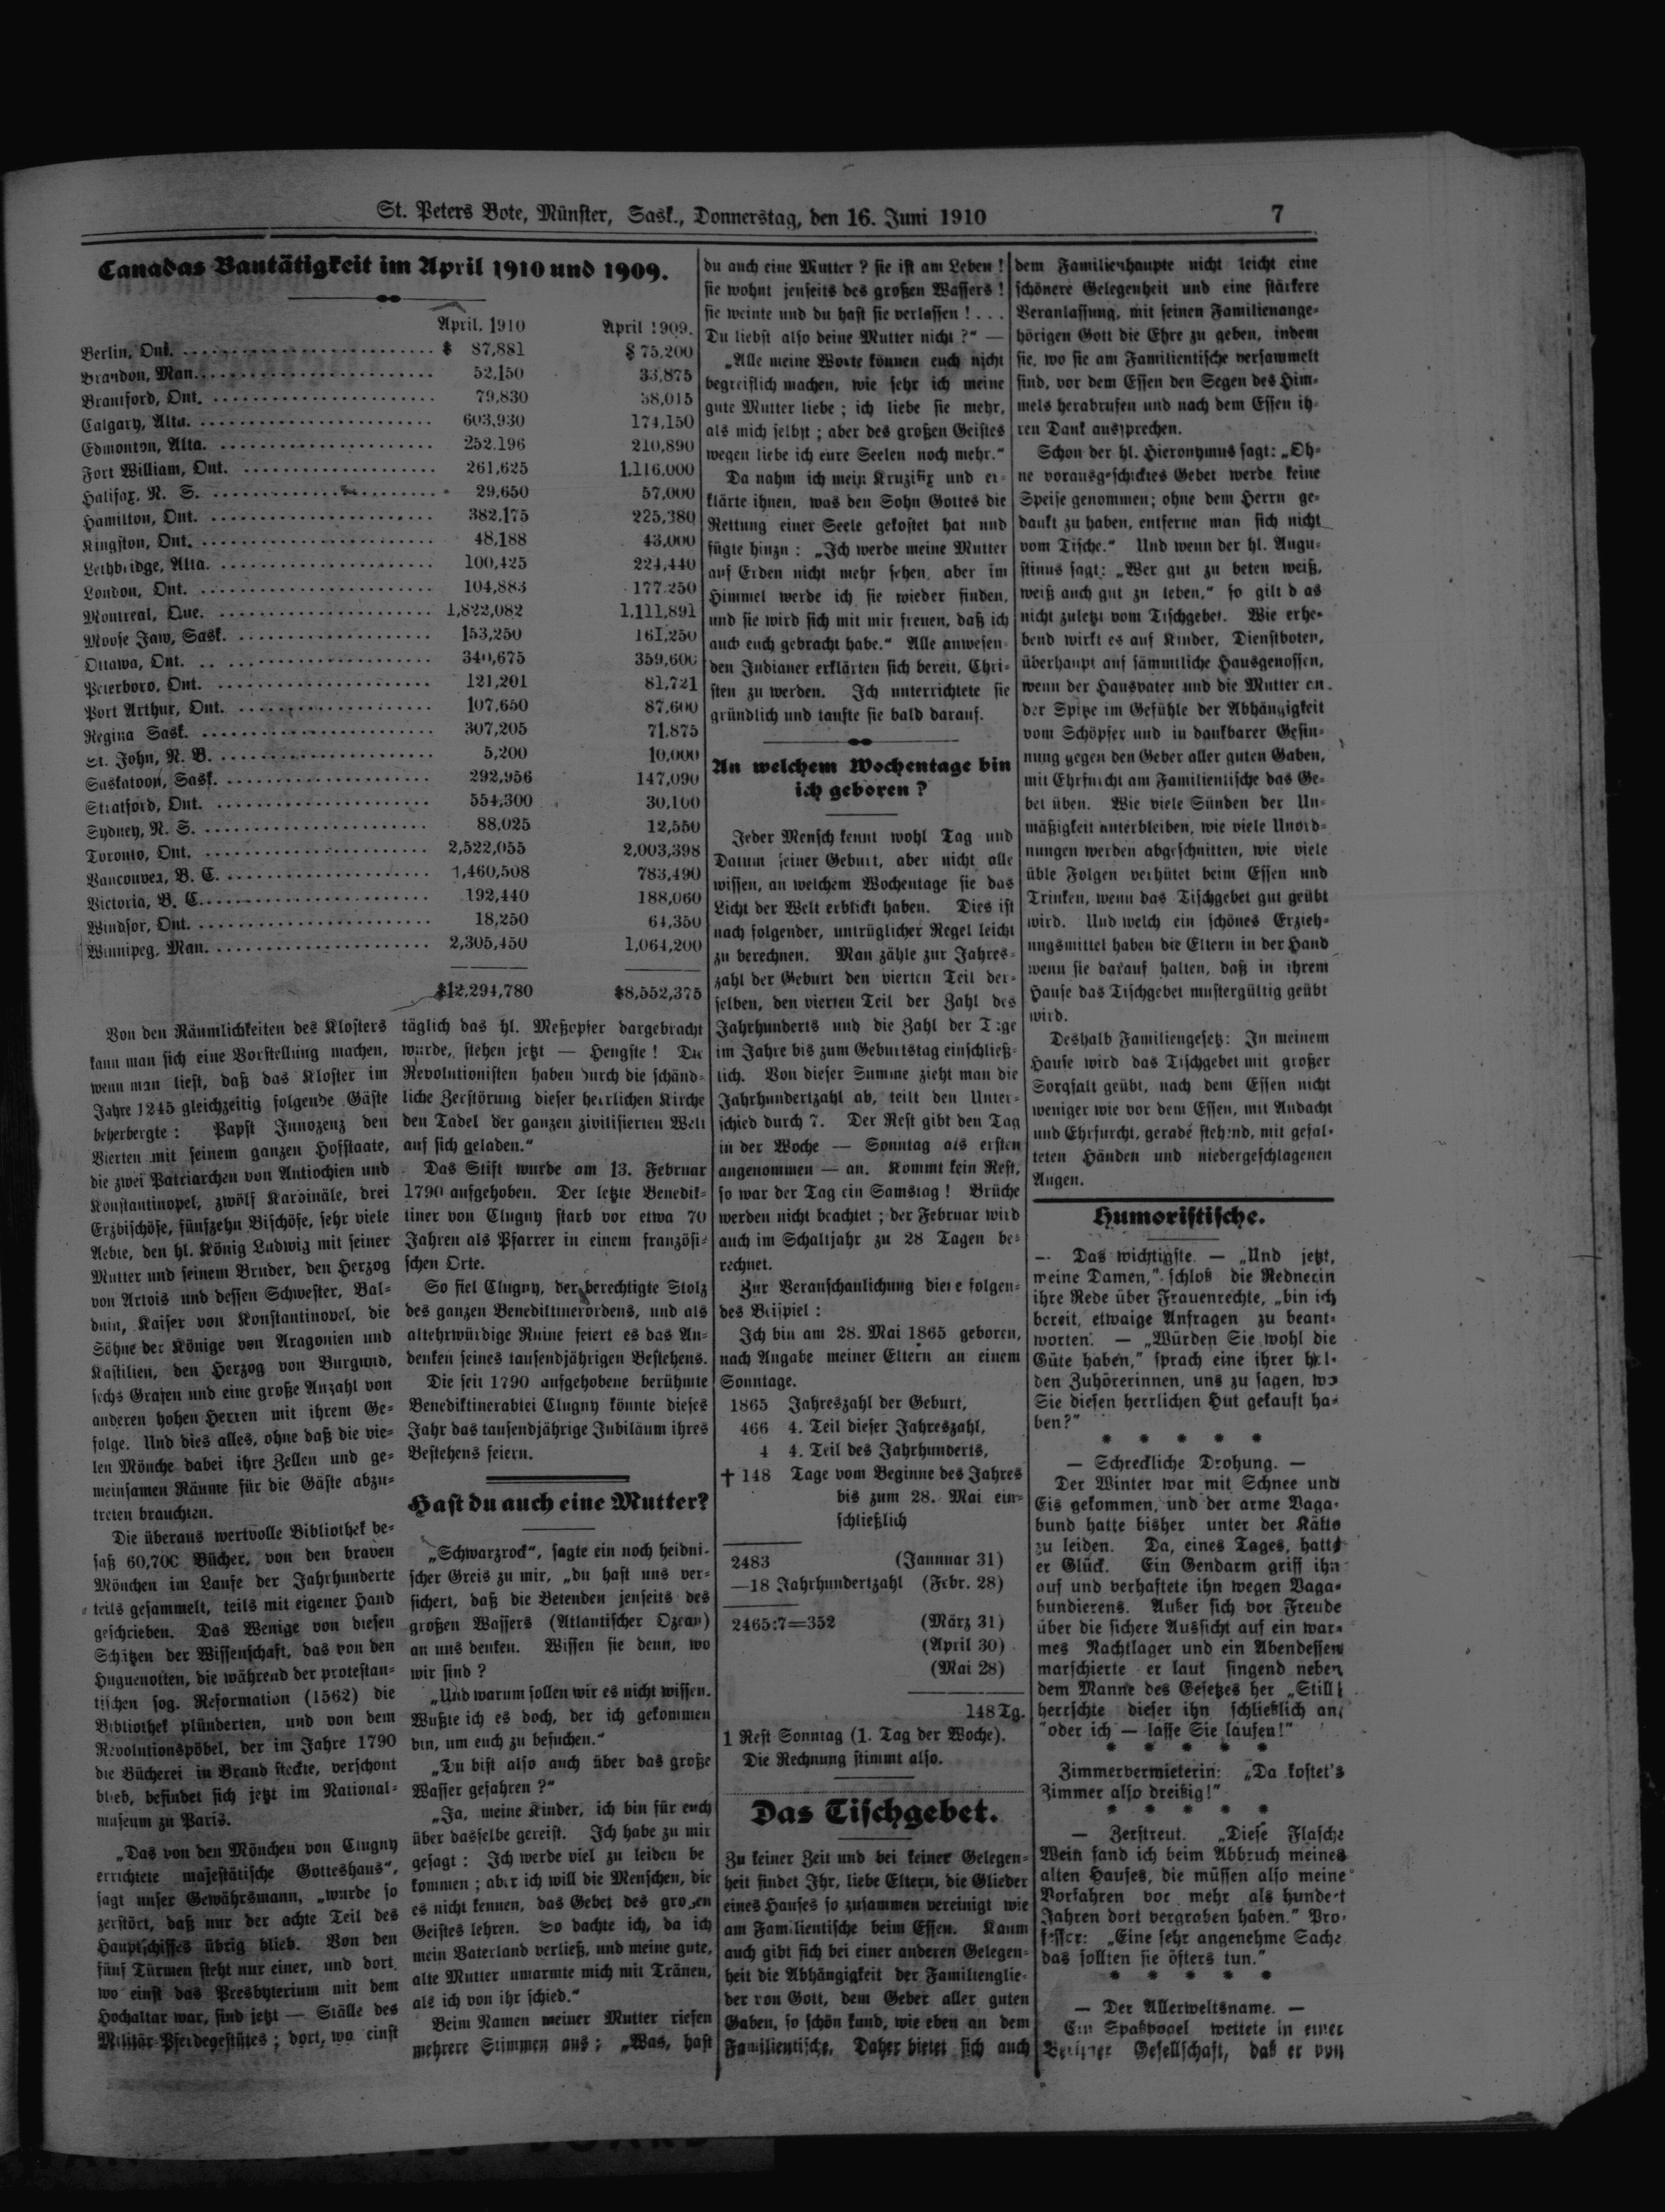 St. Peters Bote, Münster, Sask., Donnerstag, den 16. Juni 1910 7
Canadas Bautätigkeit im April 1910 und 1909.
April. 1910 April 1909.
Berlin, Ont. $ 87,881 $ 75,200
Brandon, Man. 52,150 33,875
Brantford, Ont. 79,830 58,015
Calgary, Alta. 603,930 174,150
Edmonton, Alta. 252.196 210,890
Fort William, Ont. 261,625 1,116,000
Halifax, N. S. 29,650 57,000
Hamilton, Ont. 382,175 225,380
Kingston, Ont. 48,188 43,000
Lethbridge, Alta. 100,425 224,440
London, Ont. 104,883 177.250
Montreal, Que. 1,822,082 1,111,891
Moose Jaw, Sask. 153,250 161,250
Ottawa, Ont. 340,675 359,600
Peterboro, Ont. 121,201 81,721
Port Arthur, Ont. 107,650 87,600
Regina Sask. 307,205 71,875
St. John, N. B. 5,200 10,000
Saskatoon, Sask. 292,956 147,090
Stratford, Ont. 554,300 30,100
Sydney, N. S. 88,025 12,550
Toronto, Ont. 2,522,055 2,003,398
Vancouver, B. C. 1,460,508 783,490
Victoria, B. C. 192,440 188,060
Windsor, Ont. 18,250 64,350
Winnipeg, Man. 2,305,450 1,064,200
$12,294,780 $8,552,375
Von den Räumlichkeiten des Klosters
kann man sich eine Vorstellung machen,
wenn man liest, daß das Kloster im
Jahre 1245 gleichzeitig folgende Gäste
beherbergte: Papst Innozenz den
Vierten mit seinem ganzen Hofstaate,
die zwei Patriarchen von Antiochien und
Konstantinopel, zwölf Kardinäle, drei
Erzbischöfe, fünfzehn Bischöfe, sehr viele
Aebte, den hl. König Ludwig mit seiner
Mutter und seinem Bruder, den Herzog
von Artois und dessen Schwester, Bal-
duin, Kaiser von Konstantinopel, die
Söhne der Könige von Aragonien und
Kastilien, den Herzog von Burgund,
sechs Grafen und eine große Anzahl von
anderen hohen Herren mit ihrem Ge-
folge. Und dies alles, ohne daß die vie-
len Mönche dabei ihre Zellen und ge-
meinsamen Räume für die Gäste abzu-
treten brauchten.
Die überaus wertvolle Bibliothek be-
saß 60,700 Bücher, von den braven
Mönchen im Laufe der Jahrhunderte
teils gesammelt, teils mit eigener Hand
geschrieben. Das Wenige von diesen
Schätzen der Wissenschaft, das von den
Huguenotten, die während der protestan-
tischen sog. Reformation (1562) die
Bibliothek plünderten, und von dem
Revolutionspöbel, der im Jahre 1790
die Bücherei in Brand steckte, verschont
blieb, befindet sich jetzt im National-
museum zu Paris.
„Das von den Mönchen von Clugny
errichtete majestätische Gotteshaus“,
sagt unser Gewährsmann, „wurde so
zerstört, daß nur der achte Teil des
Hauptschiffes übrig blieb. Von den
fünf Türmen steht nur einer, und dort,
wo einst das Presbyterium mit dem
Hochaltar war, sind jetzt — Ställe des
Militär-Pferdegestütes; dort, wo einst
täglich das hl. Meßopfer dargebracht
wurde, stehen jetzt — Hengste! Die
Revolutionisten haben durch die schänd-
liche Zerstörung dieser herrlichen Kirche
den Tadel der ganzen zivilisierten Welt
auf sich geladen.“
Das Stift wurde am 13. Februar
1790 aufgehoben. Der letzte Benedik-
tiner von Clugny starb vor etwa 70
Jahren als Pfarrer in einem französi-
schen Orte.
So fiel Clugny, der berechtigte Stolz
des ganzen Benediktinerordens, und als
altehrwürdige Ruine feiert es das An-
denken seines tausendjährigen Bestehens.
Die seit 1790 aufgehobene berühmte
Benediktinerabtei Clugny könnte dieses
Jahr das tausendjährige Jubiläum ihres
Bestehens feiern.
Hast du auch eine Mutter?
„Schwarzrock“, sagte ein noch heidni-
scher Greis zu mir, „du hast uns ver-
sichert, daß die Betenden jenseits des
großen Wassers (Atlantischer Ozean)
an uns denken. Wissen sie denn, wo
wir sind?
„Und warum sollen wir es nicht wissen.
Wußte ich es doch, der ich gekommen
bin, um euch zu besuchen.“
„Du bist also auch über das große
Wasser gefahren?“
„Ja, meine Kinder, ich bin für euch
über dasselbe gereist. Ich habe zu mir
gesagt: Ich werde viel zu leiden be
kommen; aber ich will die Menschen, die
es nicht kennen, das Gebet des großen
Geistes lehren. So dachte ich, da ich
mein Vaterland verließ, und meine gute,
alte Mutter umarmte mich mit Tränen,
als ich von ihr schied.“
Beim Namen meiner Mutter riefen
mehrere Stimmen aus: „Was, hast
du auch eine Mutter? sie ist am Leben!
sie wohnt jenseits des großen Wassers!
sie weinte und du hast sie verlassen! . . .
Du liebst also deine Mutter nicht?“ —
„Alle meine Worte können euch nicht
begreiflich machen, wie sehr ich meine
gute Mutter liebe; ich liebe sie mehr,
als mich selbst; aber des großen Geistes
wegen liebe ich eure Seelen noch mehr.“
Da nahm ich mein Kruzifix und er-
klärte ihnen, was den Sohn Gottes die
Rettung einer Seele gekostet hat und
fügte hinzu: „Ich werde meine Mutter
auf Erden nicht mehr sehen, aber im
Himmel werde ich sie wieder finden,
und sie wird sich mit mir freuen, daß ich
auch euch gebracht habe.“ Alle anwesen-
den Indianer erklärten sich bereit, Chri-
sten zu werden. Ich unterrichtete sie
gründlich und taufte sie bald darauf.
An welchem Wochentage bin
ich geboren?
Jeder Mensch kennt wohl Tag und
Datum seiner Geburt, aber nicht alle
wissen, an welchem Wochentage sie das
Licht der Welt erblickt haben. Dies ist
nach folgender, untrüglicher Regel leicht
zu berechnen. Man zähle zur Jahres-
zahl der Geburt den vierten Teil der-
selben, den vierten Teil der Zahl des
Jahrhunderts und die Zahl der Tage
im Jahre bis zum Geburtstag einschließ-
lich. Von dieser Summe zieht man die
Jahrhundertzahl ab, teilt den Unter-
schied durch 7. Der Rest gibt den Tag
in der Woche — Sonntag als ersten
angenommen — an. Kommt kein Rest,
so war der Tag ein Samstag! Brüche
werden nicht beachtet; der Februar wird
auch im Schaltjahr zu 28 Tagen be-
rechnet.
Zur Veranschaulichung diene folgen-
des Beispiel:
Ich bin am 28. Mai 1865 geboren,
nach Angabe meiner Eltern an einem
Sonntage.
1865 Jahreszahl der Geburt,
466 4. Teil dieser Jahreszahl,
4 4. Teil des Jahrhunderts,
† 148 Tage vom Beginne des Jahres
bis zum 28. Mai ein-
schließlich
2483 (Jannuar 31)
—18 Jahrhundertzahl (Febr. 28)
2465:7=352 (März 31)
(April 30)
(Mai 28)
148 Tg.
1 Rest Sonntag (1. Tag der Woche).
Die Rechnung stimmt also.
Das Tischgebet.
Zu keiner Zeit und bei keiner Gelegen-
heit findet Ihr, liebe Eltern, die Glieder
eines Hauses so zusammen vereinigt wie
am Familientische beim Essen. Kaum
auch gibt sich bei einer anderen Gelegen-
heit die Abhängigkeit der Familienglie-
der von Gott, dem Geber aller guten
Gaben, so schön kund, wie eben an dem
Familientische. Daher bietet sich auch
dem Familienhaupte nicht leicht eine
schönere Gelegenheit und eine stärkere
Veranlassung, mit seinen Familienange-
hörigen Gott die Ehre zu geben, indem
sie, wo sie am Familientische versammelt
sind, vor dem Essen den Segen des Him-
mels herabrufen und nach dem Essen ih-
ren Dank aussprechen.
Schon der hl. Hieronymus sagt: „Oh-
ne vorausgeschicktes Gebet werde keine
Speise genommen; ohne dem Herrn ge-
dankt zu haben, entferne man sich nicht
vom Tische.“ Und wenn der hl. Augu-
stinus sagt: „Wer gut zu beten weiß,
weiß auch gut zu leben,“ so gilt d as
nicht zuletzt vom Tischgebet. Wie erhe-
bend wirkt es auf Kinder, Dienstboten,
überhaupt auf sämmtliche Hausgenossen,
wenn der Hausvater und die Mutter an
der Spitze im Gefühle der Abhängigkeit
vom Schöpfer und in dankbarer Gesin-
nung gegen den Geber aller guten Gaben,
mit Ehrfurcht am Familientische das Ge-
bet üben. Wie viele Sünden der Un-
mäßigkeit unterbleiben, wie viele Unord-
nungen werden abgeschnitten, wie viele
üble Folgen verhütet beim Essen und
Trinken, wenn das Tischgebet gut geübt
wird. Und welch ein schönes Erzieh-
ungsmittel haben die Eltern in der Hand
wenn sie darauf halten, daß in ihrem
Hause das Tischgebet mustergültig geübt
wird.
Deshalb Familiengesetz: In meinem
Hause wird das Tischgebet mit großer
Sorgfalt geübt, nach dem Essen nicht
weniger wie vor dem Essen, mit Andacht
und Ehrfurcht, gerade stehend, mit gefal-
teten Händen und niedergeschlagenen
Augen.
Humoristische.
— Das wichtigste. — „Und jetzt,
meine Damen,“ schloß die Rednerin
ihre Rede über Frauenrechte, „bin ich
bereit, etwaige Anfragen zu beant-
worten. — „Würden Sie wohl die
Güte haben,“ sprach eine ihrer hol-
den Zuhörerinnen, uns zu sagen, wo
Sie diesen herrlichen Hut gekauft ha-
ben?“
* * * * *
— Schreckliche Drohung. —
Der Winter war mit Schnee und
Eis gekommen, und der arme Vaga-
bund hatte bisher unter der Kälte
zu leiden. Da, eines Tages, hatte
er Glück. Ein Gendarm griff ihn
auf und verhaftete ihn wegen Vaga-
bundierens. Außer sich vor Freude
über die sichere Aussicht auf ein war-
mes Nachtlager und ein Abendessen
marschierte er laut singend neben
dem Manne des Gesetzes her „Still!
herrschte dieser ihn schließlich an,
"oder ich — lasse Sie laufen!“
* * * * *
Zimmervermieterin: „Da kostet's
Zimmer also dreißig!“
* * * * *
— Zerstreut. „Diese Flasche
Wein fand ich beim Abbruch meines
alten Hauses, die müssen also meine
Vorfahren vor mehr als hundert
Jahren dort vergraben haben.“ Pro-
fessor: „Eine sehr angenehme Sache
das sollten sie öfters tun.“
* * * * *
— Der Allerweltsname. —
Ein Spaßvogel wettete in einer
Berliner Gesellschaft, daß er von